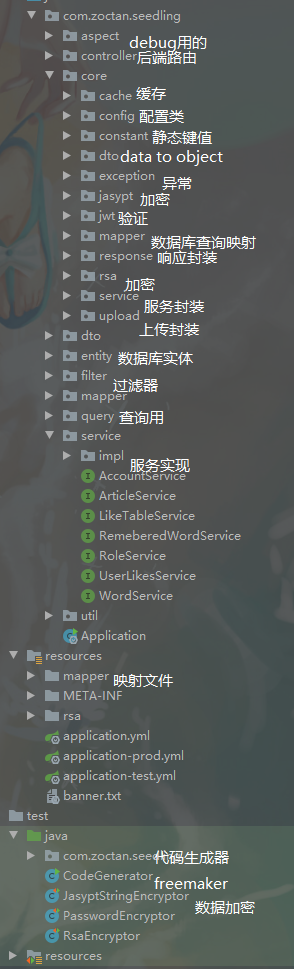 com.zoctan.seedling
aspect debug用的
controller 后端路由
core
cache 缓存
config 配置类
constant 静态键值
dto data to object
exception 异常
jasypt 加密
jwt 验证
mapper 数据库查询映射
response 响应封装
rsa 加密
service 服务封装
upload 上传封装
dto
entity 数据库实体
filter 过滤器
mapper
query 查询用
service
impl 服务实现
AccountService
ArticleService
LikeTableService
RemeberedWordService
RoleService
UserLikesService
WordService
util
Application
resources
mapper 映射文件
META-INF
rsa
application.yml
application-prod.yml
application-test.yml
banner.txt
test
java
com.zoctan.seed 代码生成器
CodeGenerator freemaker
JasyptStringEncryptor
PasswordEncryptor 数据加密
RsaEncryptor
resources